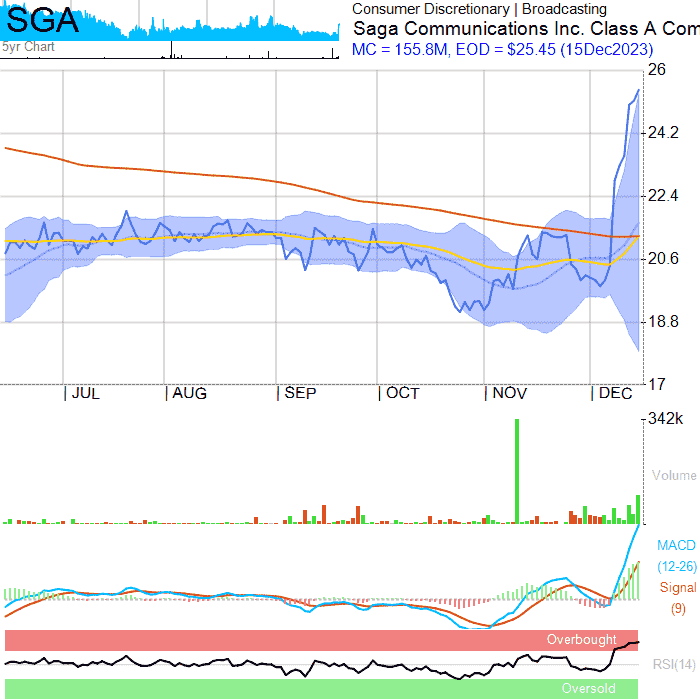 SGA
5yr Chart
Consumer Discretionary | Broadcasting
Saga Communications Inc. Class A Com
MC = 155.8M, EOD = $25.45 (15Dec2023)
26
24.2
22.4
20.6
18.8
17
| JUL | AUG | SEP | OCT | NOV | DEC
342k
Volume
MACD
(12-26)
Signal
(9)
Overbought
RSI(14)
Oversold